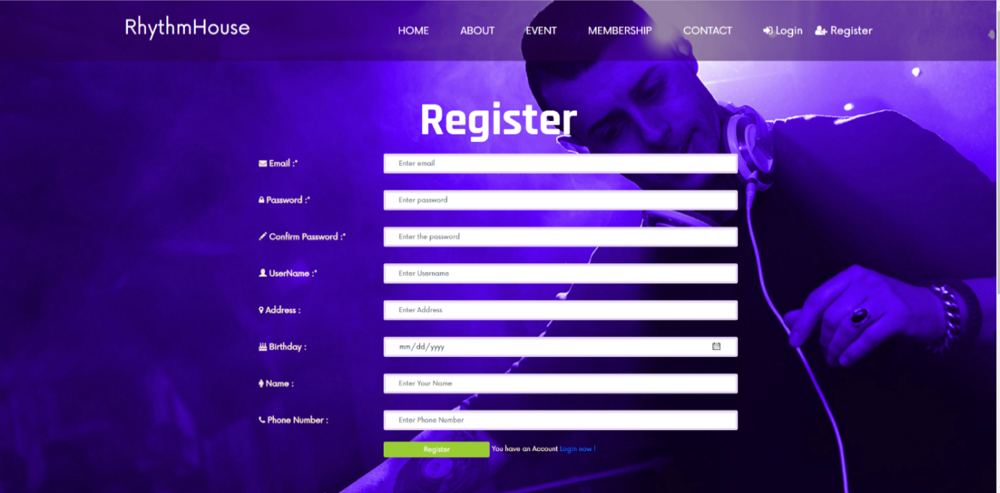 RhythmHouse HOME ABOUT EVENT MEMBERSHIP CONTACT Login Register
Register
Email :* Enter email
Password :* Enter password
Confirm Password :* Enter the password
UserName :* Enter Username
Address : Enter Address
Birthday : mm/dd/yyyy
Name : Enter Your Name
Phone Number : Enter Phone Number
Register You have an Account Login now !